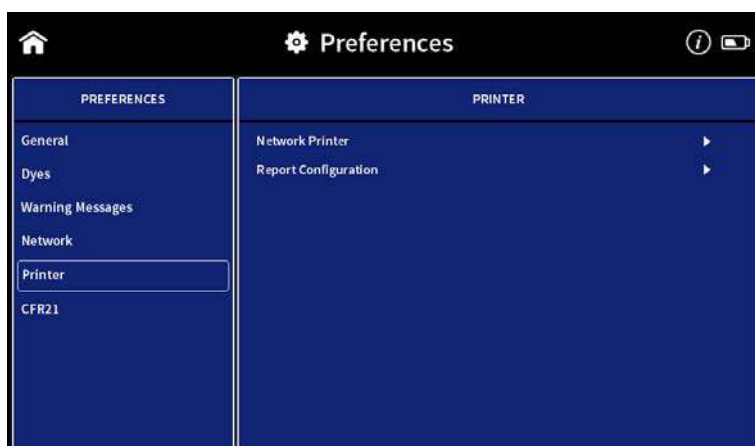 Preferences
i
PREFERENCES
General
Dyes
Warning Messages
Network
Printer
CFR21
PRINTER
Network Printer
Report Configuration